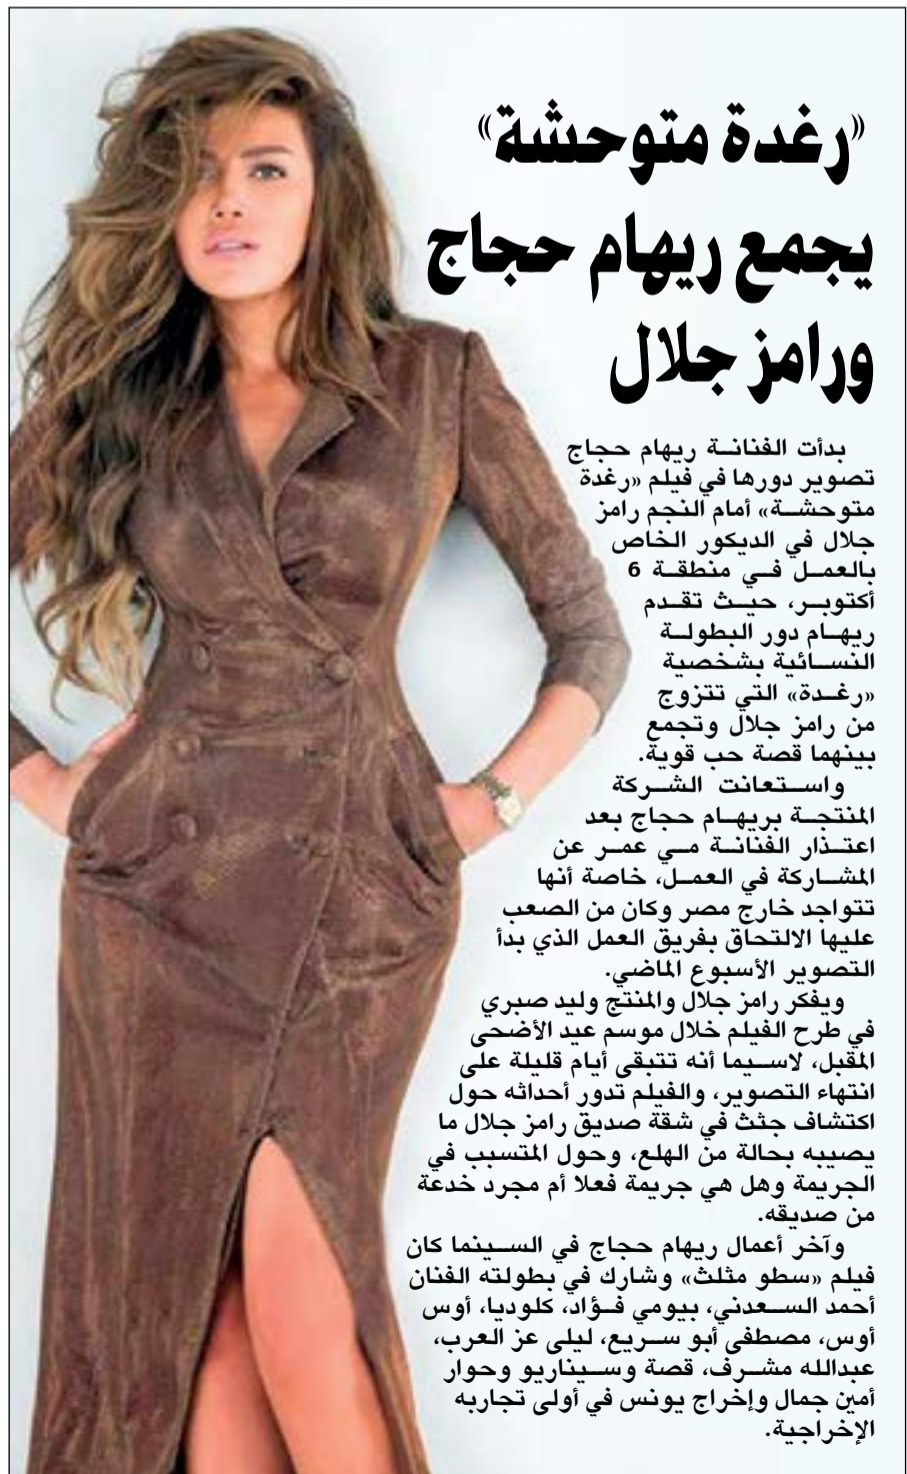 «رغدة متوحشة»
يجمع ريهام حجاج
ورامز جلال
بدأت الفنانة ريهام حجاج
تصوير دورها في فيلم «رغدة
متوحشة» أمام النجم رامز
جلال في الديكور الخاص
بالعمل في منطقة 6
أكتوبر، حيث تقدم
ريهام دور البطولة
النسائية بشخصية
«رغدة» التي تتزوج
من رامز جلال وتجمع
بينهما قصة حب قوية.
واستعانت الشركة
المنتجة بريهام حجاج بعد
اعتذار الفنانة مي عمر عن
المشاركة في العمل، خاصة أنها
تتواجد خارج مصر وكان من الصعب
عليها الالتحاق بفريق العمل الذي بدأ
التصوير الأسبوع الماضي.
ويفكر رامز جلال والمنتج وليد صبري
في طرح الفيلم خلال موسم عيد الأضحى
المقبل، لاسيما أنه تتبقى أيام قليلة على
انتهاء التصوير، والفيلم تدور أحداثه حول
اكتشاف جثث في شقة صديق رامز جلال ما
يصيبه بحالة من الهلع، وحول المتسبب في
الجريمة وهل هي جريمة فعلا أم مجرد خدعة
من صديقه.
وآخر أعمال ريهام حجاج في السينما كان
فيلم «سطو مثلث» وشارك في بطولته الفنان
أحمد السعدني، بيومي فؤاد، كلوديا، أوس
أوس، مصطفى أبو سريع، ليلى عز العرب،
عبدالله مشرف، قصة وسيناريو وحوار
أمين جمال وإخراج يونس في أولى تجاربه
الإخراجية.